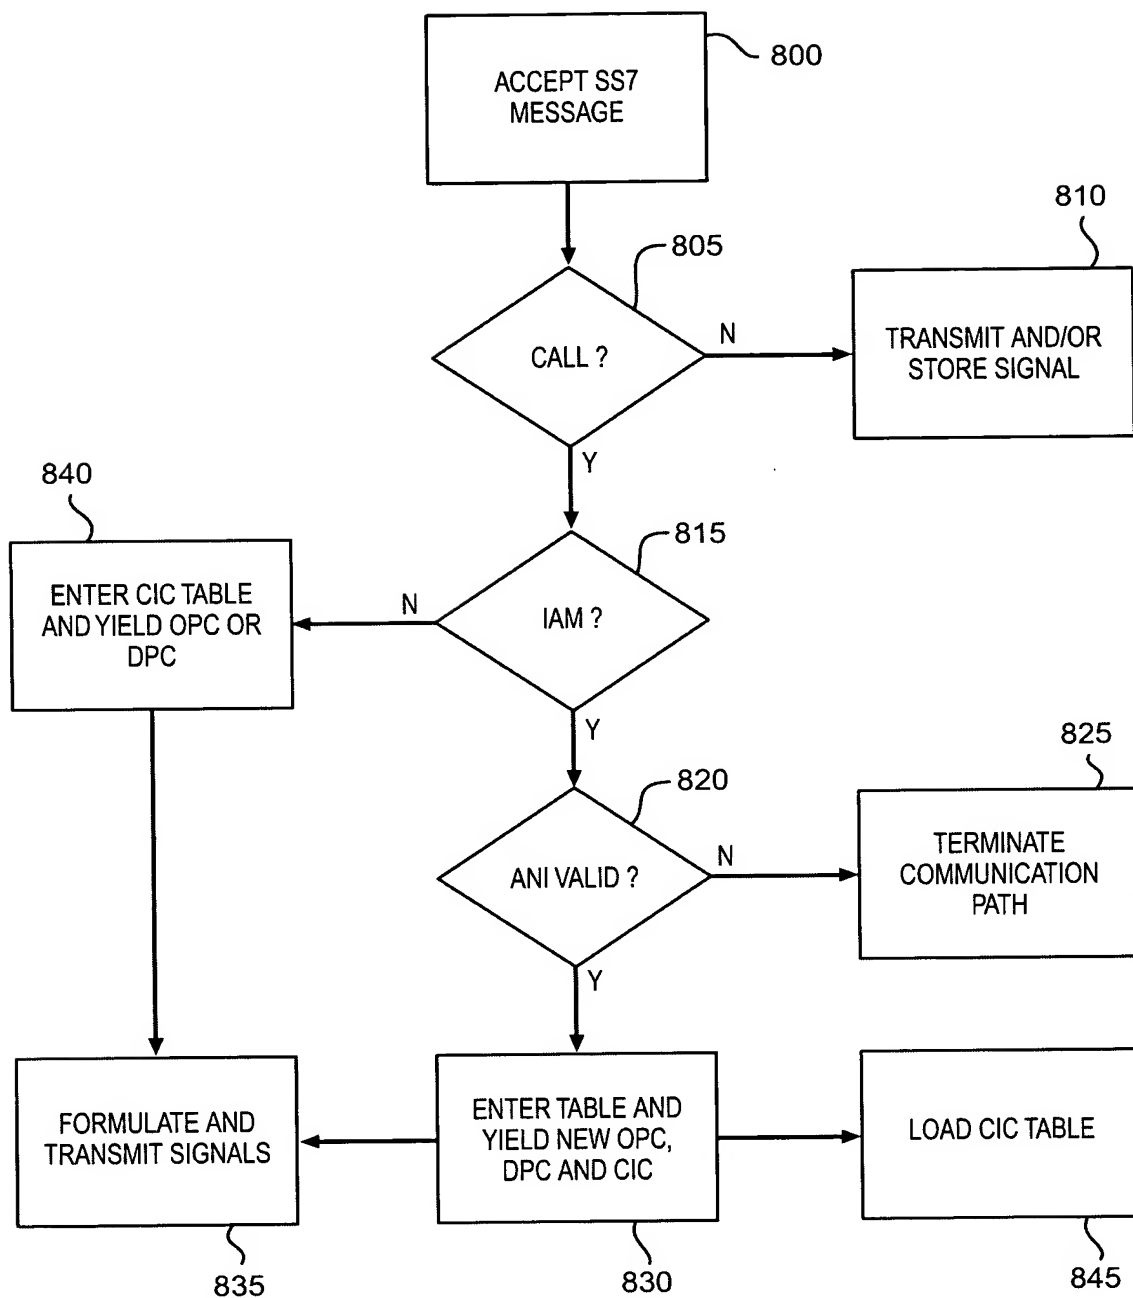 ACCEPT SS7
MESSAGE
800
805
CALL ?
N
810
TRANSMIT AND/OR
STORE SIGNAL
Y
840
ENTER CIC TABLE
AND YIELD OPC OR
DPC
N
815
IAM ?
Y
820
ANI VALID ?
N
825
TERMINATE
COMMUNICATION
PATH
Y
FORMULATE AND
TRANSMIT SIGNALS
835
ENTER TABLE AND
YIELD NEW OPC,
DPC AND CIC
830
LOAD CIC TABLE
845